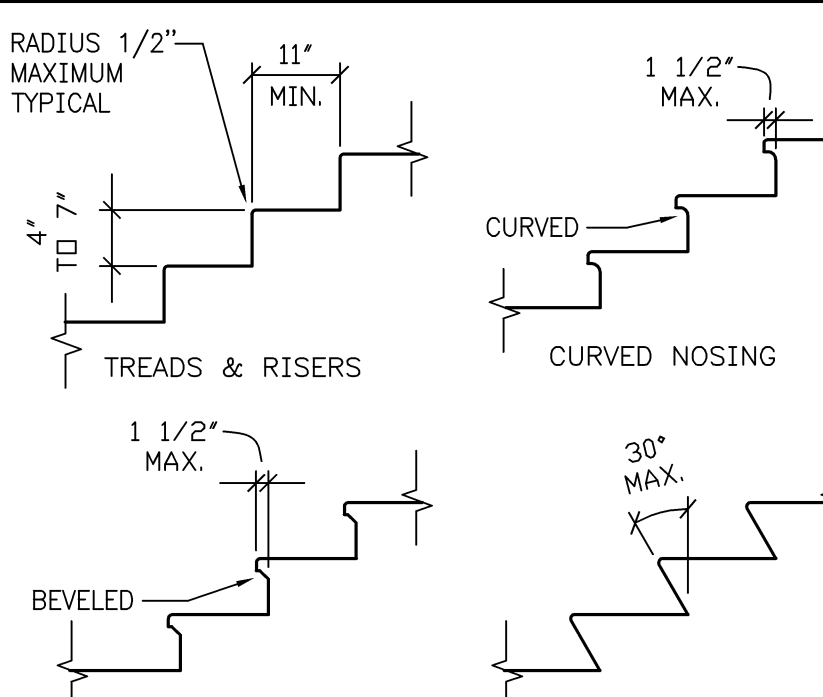 RADIUS 1/2”
MAXIMUM
TYPICAL
11"
MIN.
4"
TO 7"
TREADS & RISERS
1 1/2"
MAX.
CURVED
CURVED NOSING
1 1/2"
MAX.
BEVELED
30°
MAX.